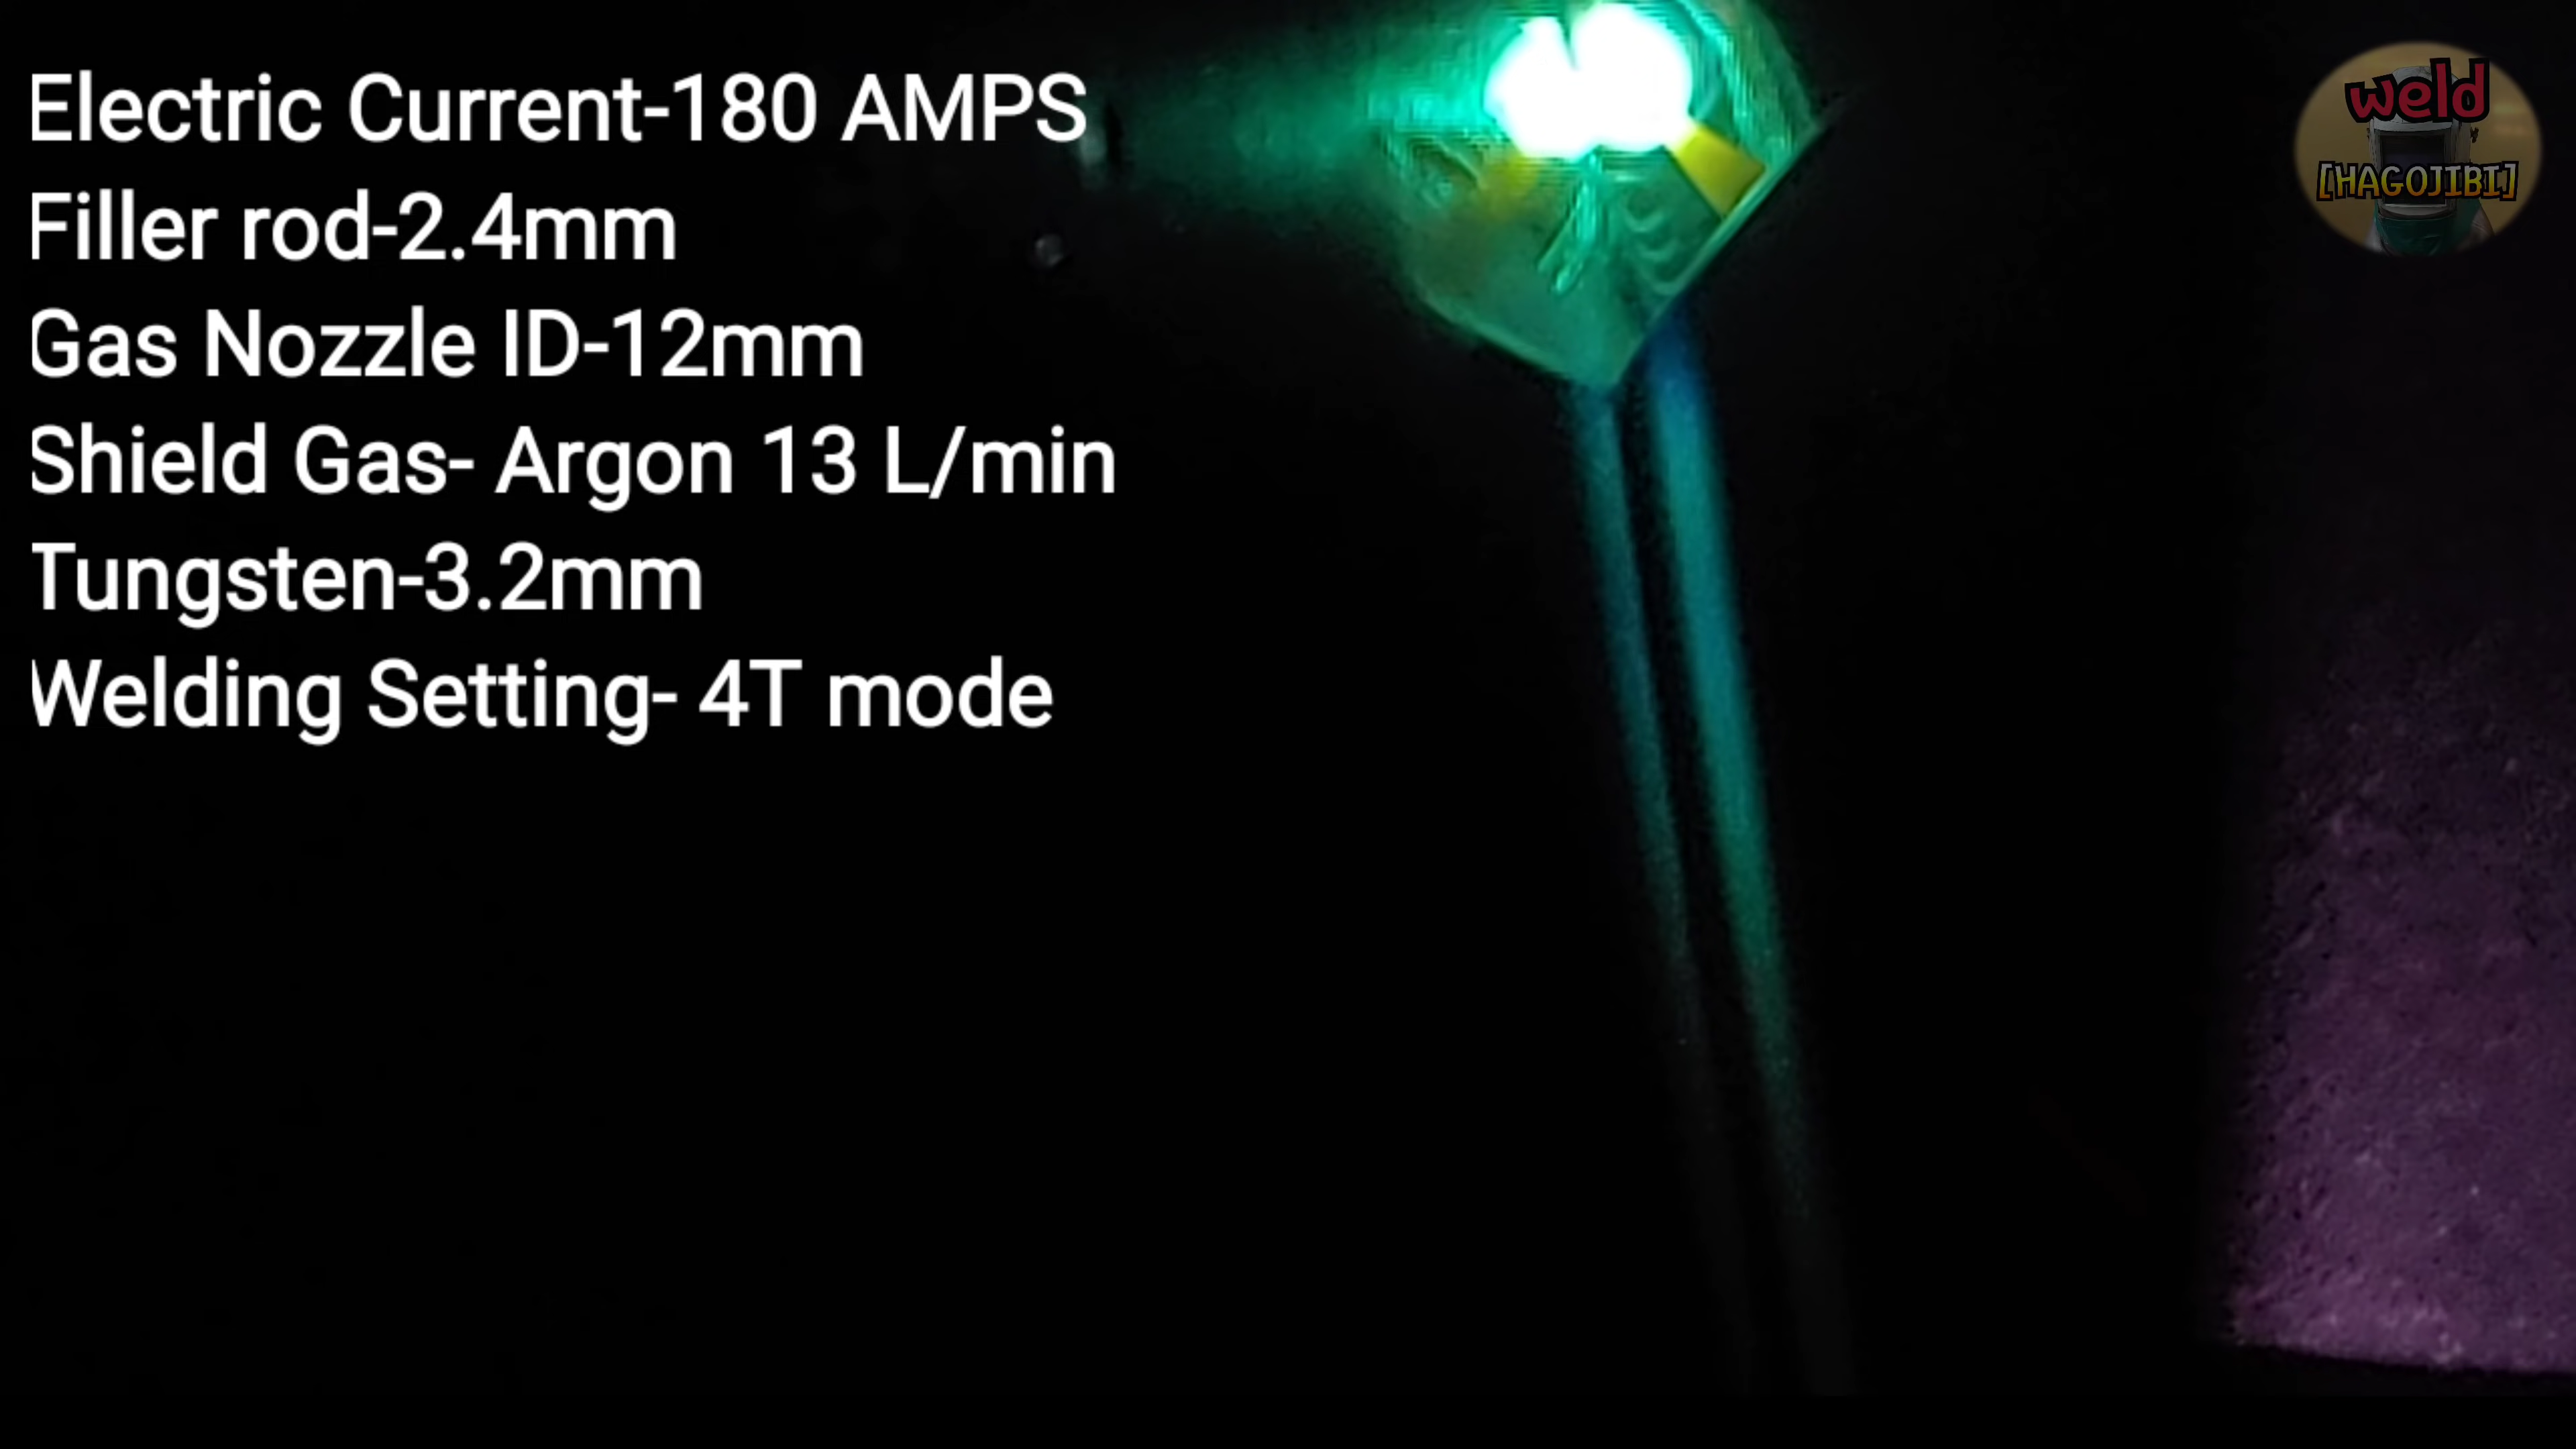 Electric Current-180 AMPS
Filler rod-2.4mm
Gas Nozzle ID-12mm
Shield Gas- Argon 13 L/min
Tungsten-3.2mm
Welding Setting- 4T mode
weld
[HAGOJIBI]